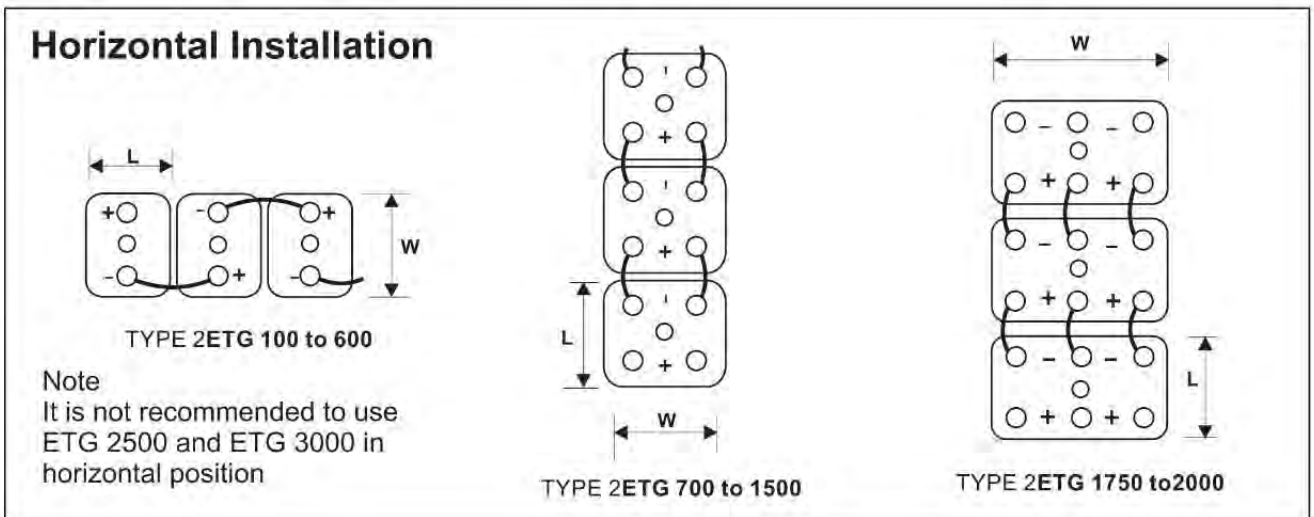 Horizontal Installation
L
+ - +
- + -
W
TYPE 2ETG 100 to 600
Note
It is not recommended to use
ETG 2500 and ETG 3000 in
horizontal position
'
+
'
+
L
'
+
W
TYPE 2ETG 700 to 1500
W
- -
+ +
- -
+ +
- -
L
+ +
TYPE 2ETG 1750 to2000